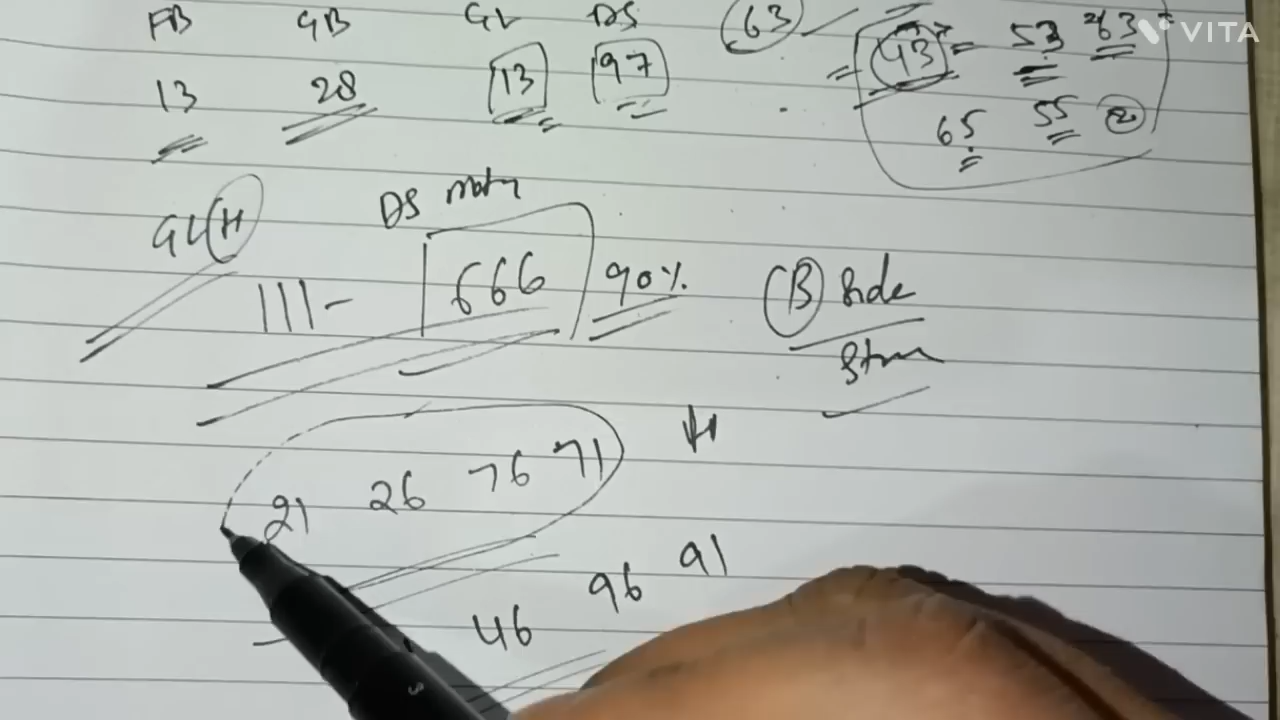 FB GB GL DS 63 43 = 53 63
13 28 13 97 65 55
VITA
GL H DS
111- 666 90% B Side
21 26 76 71 H
46 96 91